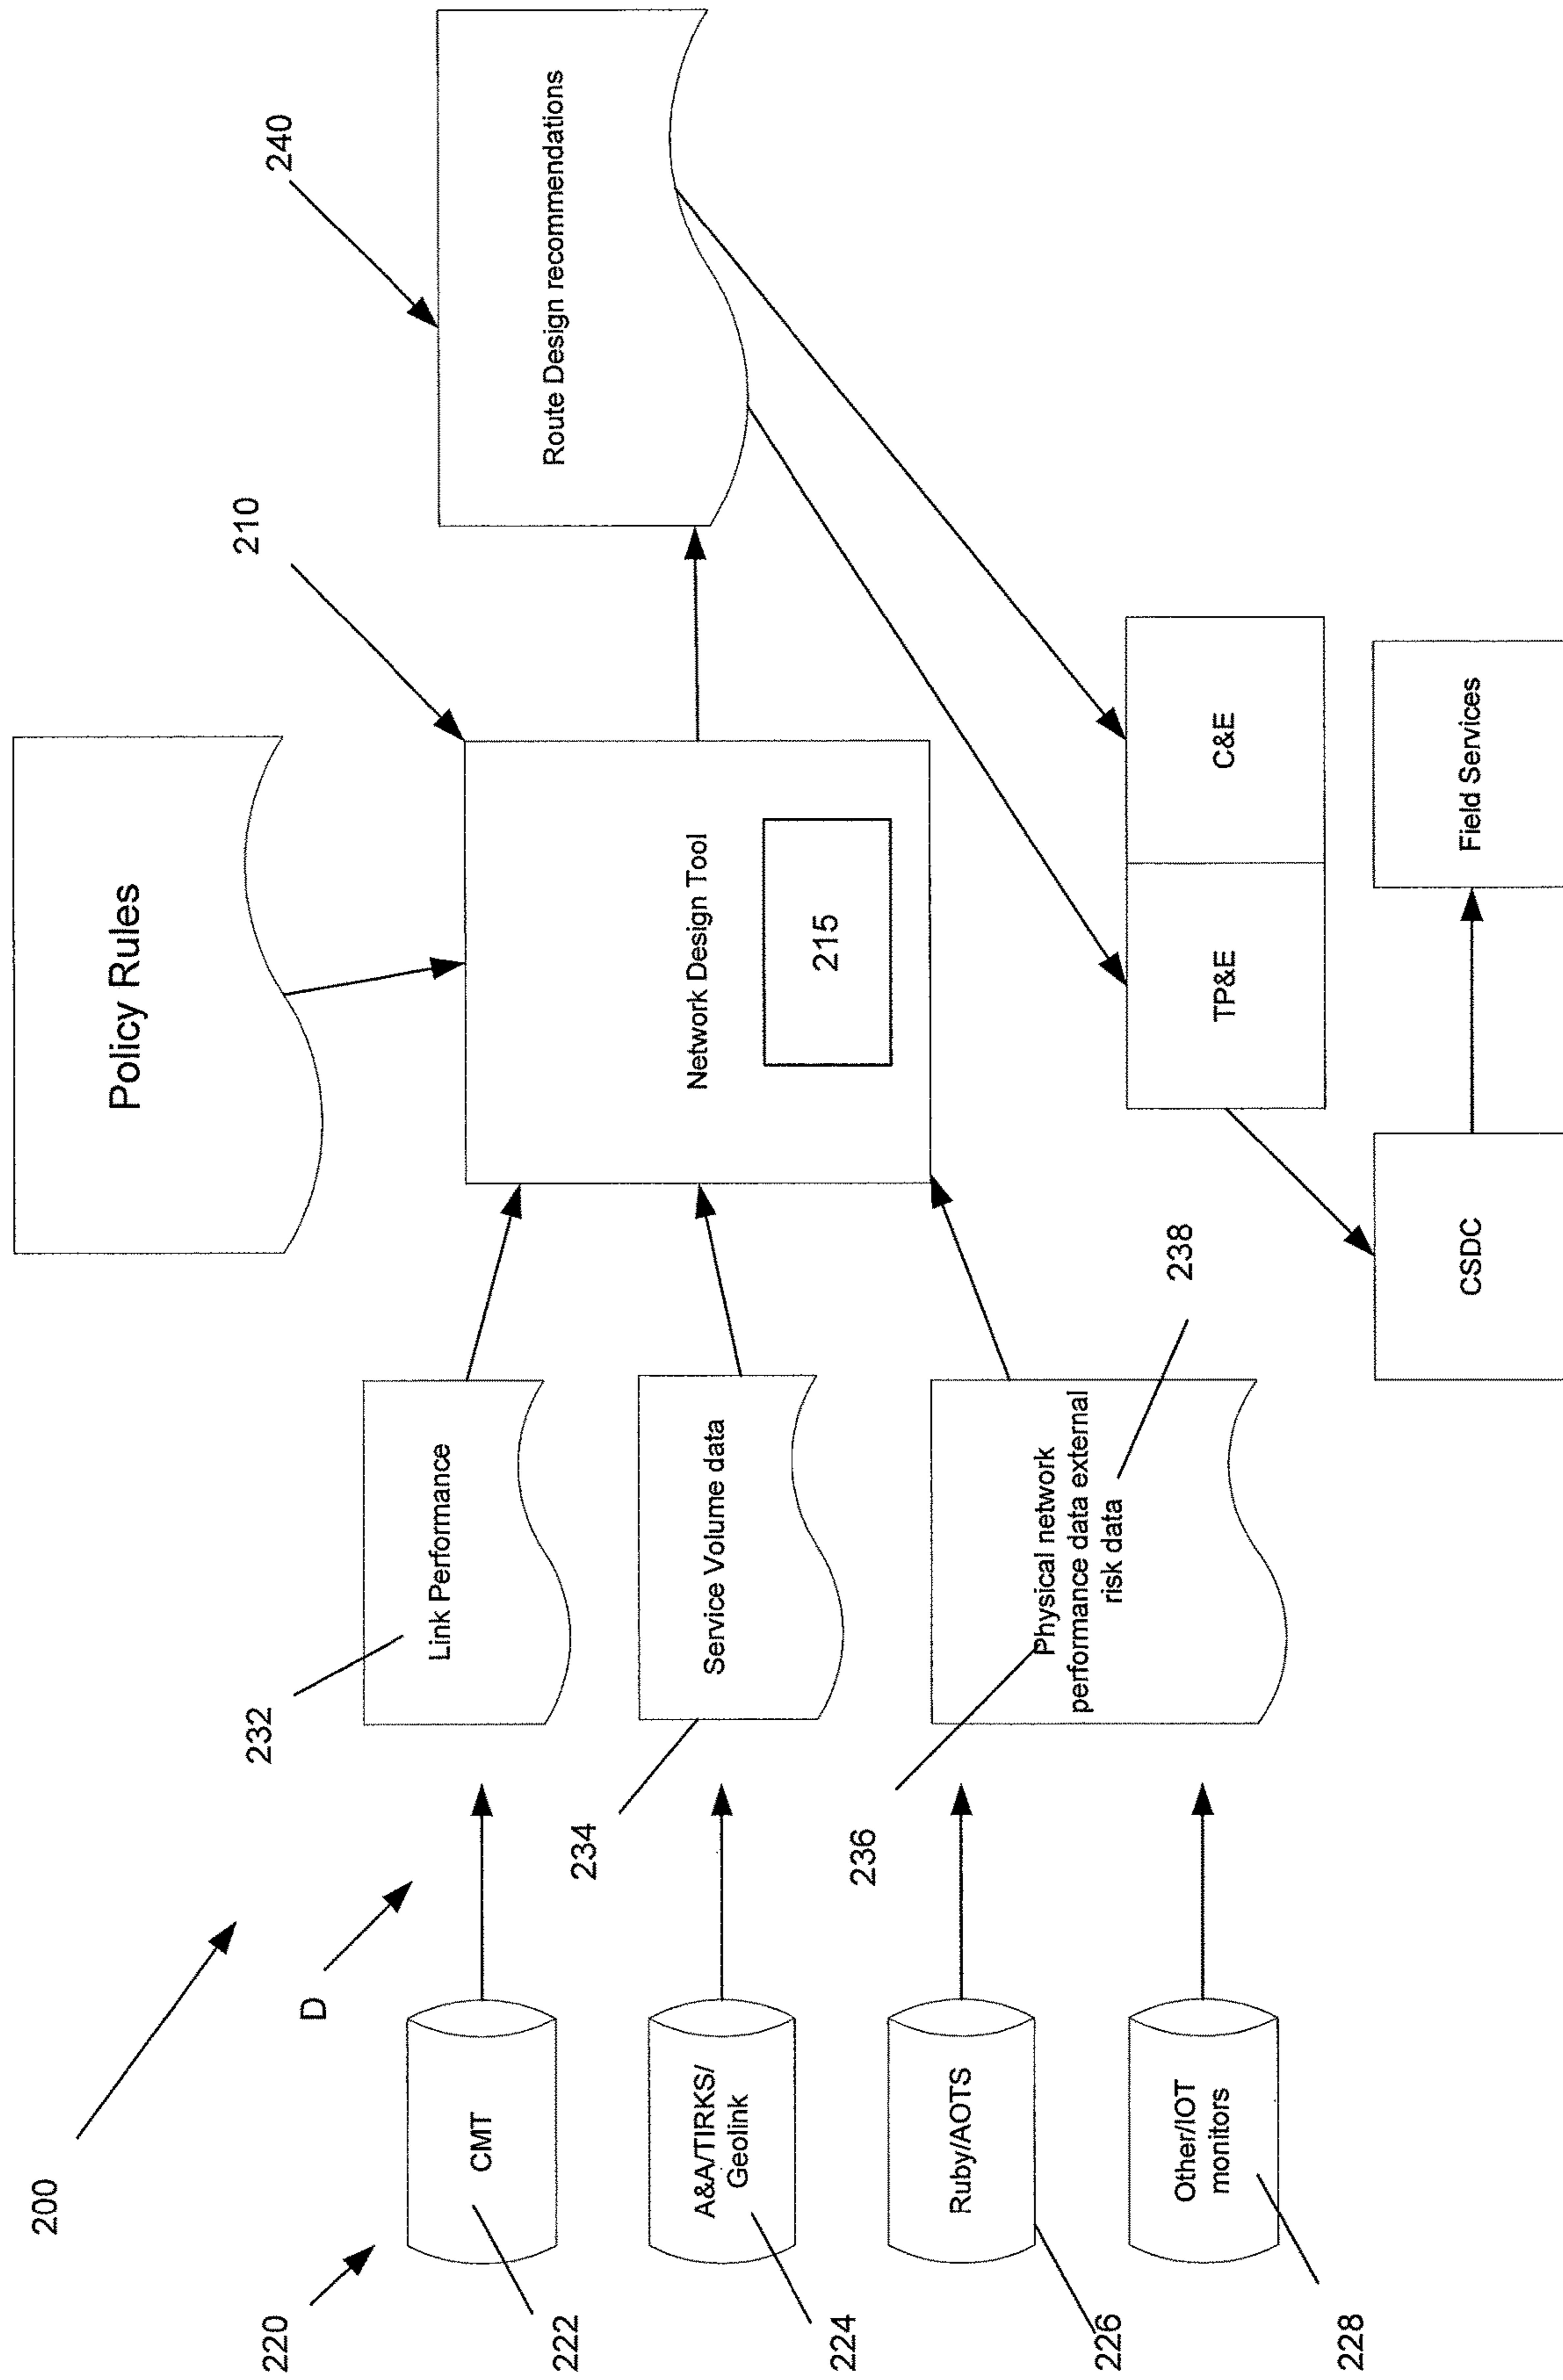 200
220
D
CMT
222
A&A/TIRKS/
Geolink
224
Ruby/AOTS
226
Other/IOT
monitors
228
232
Link Performance
234
Service Volume data
236
Physical network
performance data external
risk data
238
Policy Rules
210
Network Design Tool
215
240
Route Design recommendations
TP&E
C&E
CSDC
Field Services